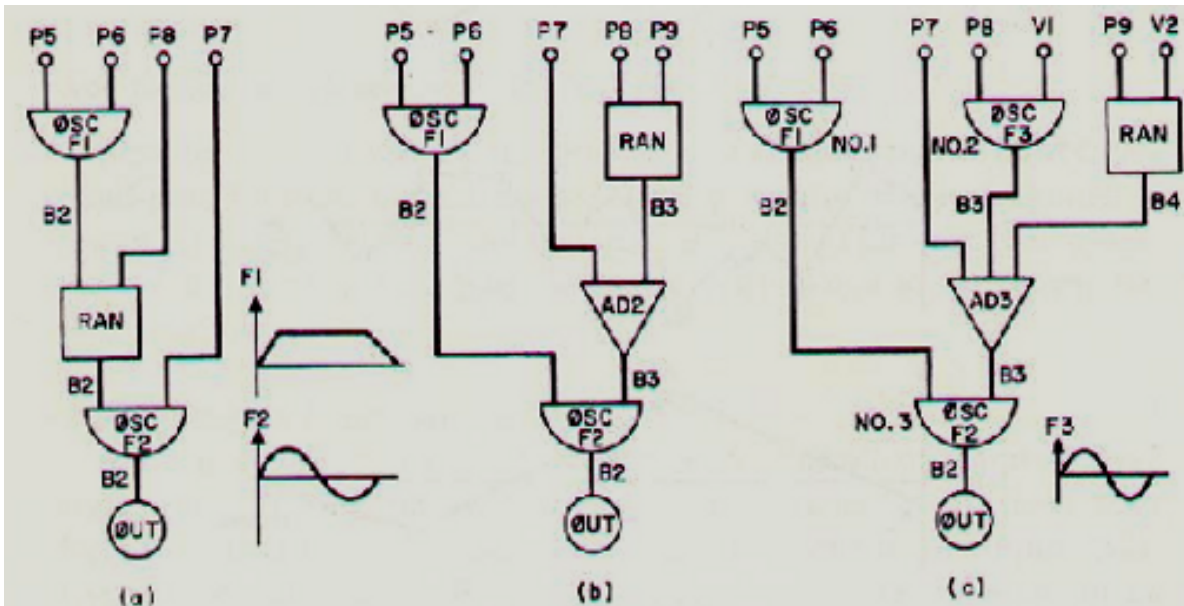 P5 P6 P8 P7
ØSC
F1
B2
RAN
B2
ØSC
F2
B2
ØUT
(a)
F1
F2
P5 P6 P7 P8 P9
ØSC
F1
RAN
B2
B3
AD2
B3
ØSC
F2
B2
ØUT
(b)
P5 P6 P7 P8 V1 P9 V2
ØSC
F1
NO.1
ØSC
F3
NO.2
RAN
B2
B3
B4
AD3
B3
NO. 3
ØSC
F2
B2
ØUT
F3
(c)